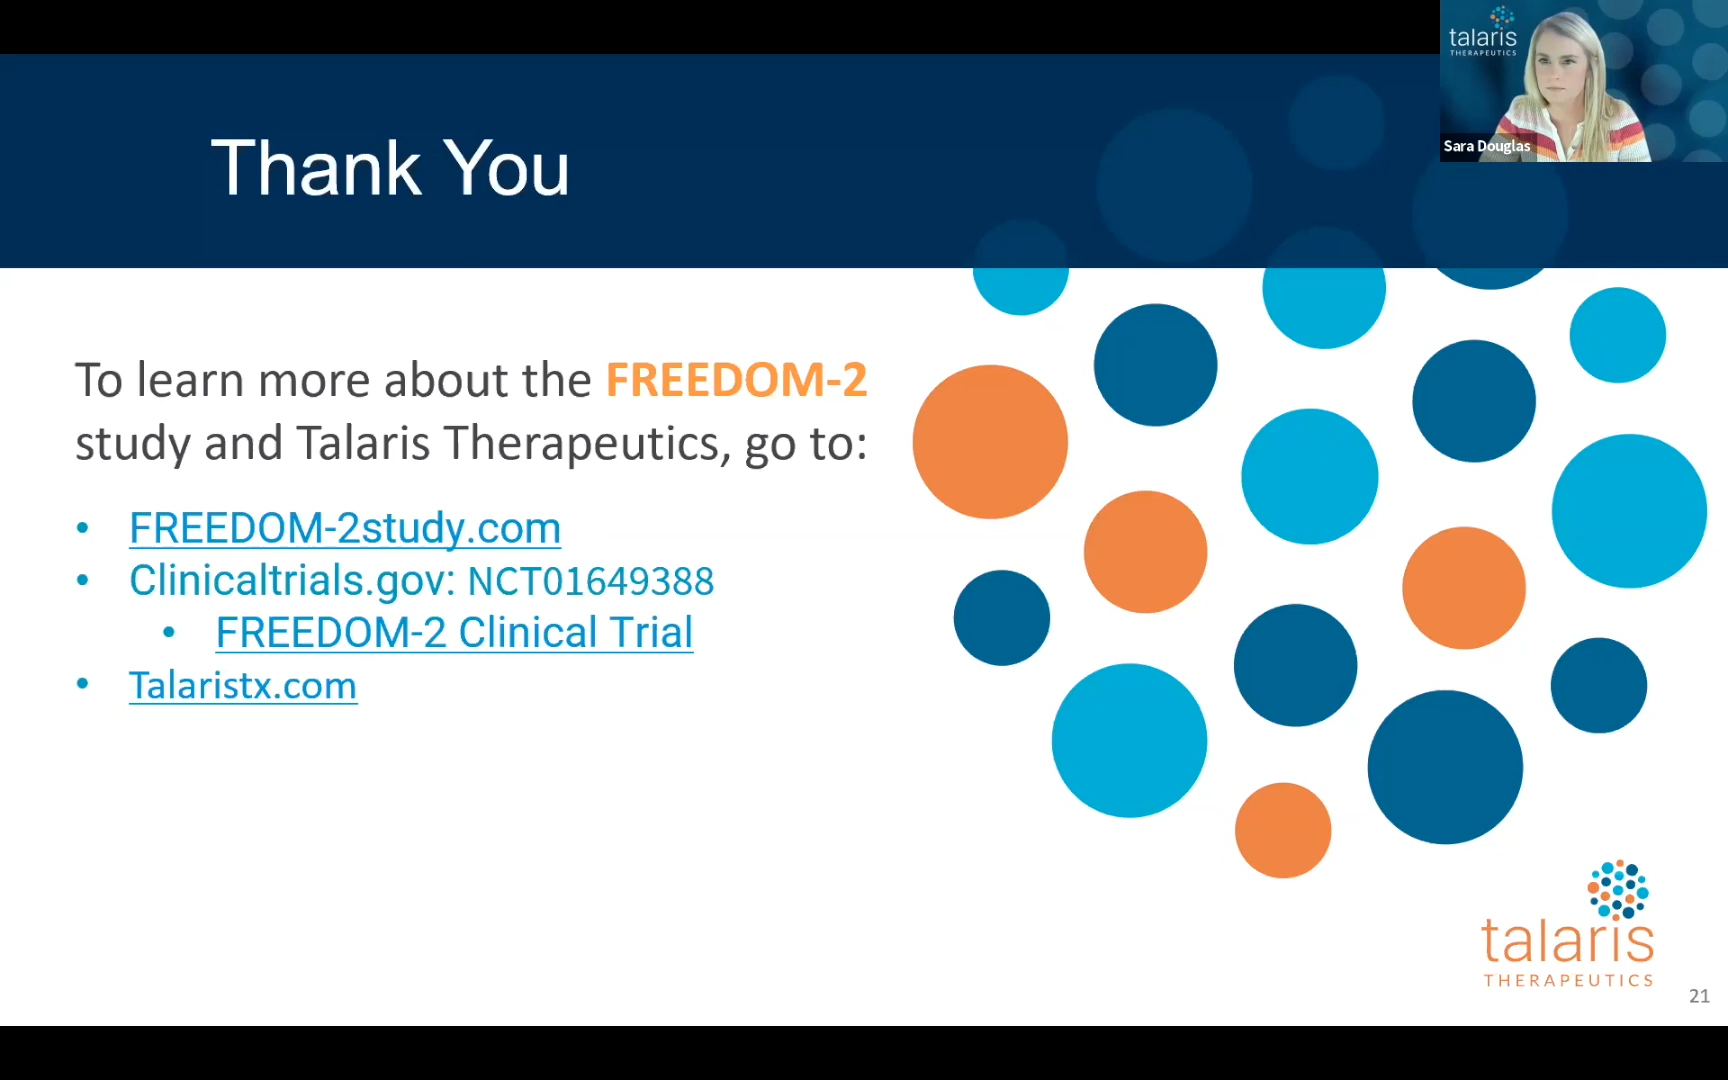 talaris
THERAPEUTICS
Sara Douglas
Thank You
To learn more about the FREEDOM-2
study and Talaris Therapeutics, go to:
• FREEDOM-2study.com
• Clinicaltrials.gov: NCT01649388
• FREEDOM-2 Clinical Trial
• Talaristx.com
talaris
THERAPEUTICS
21